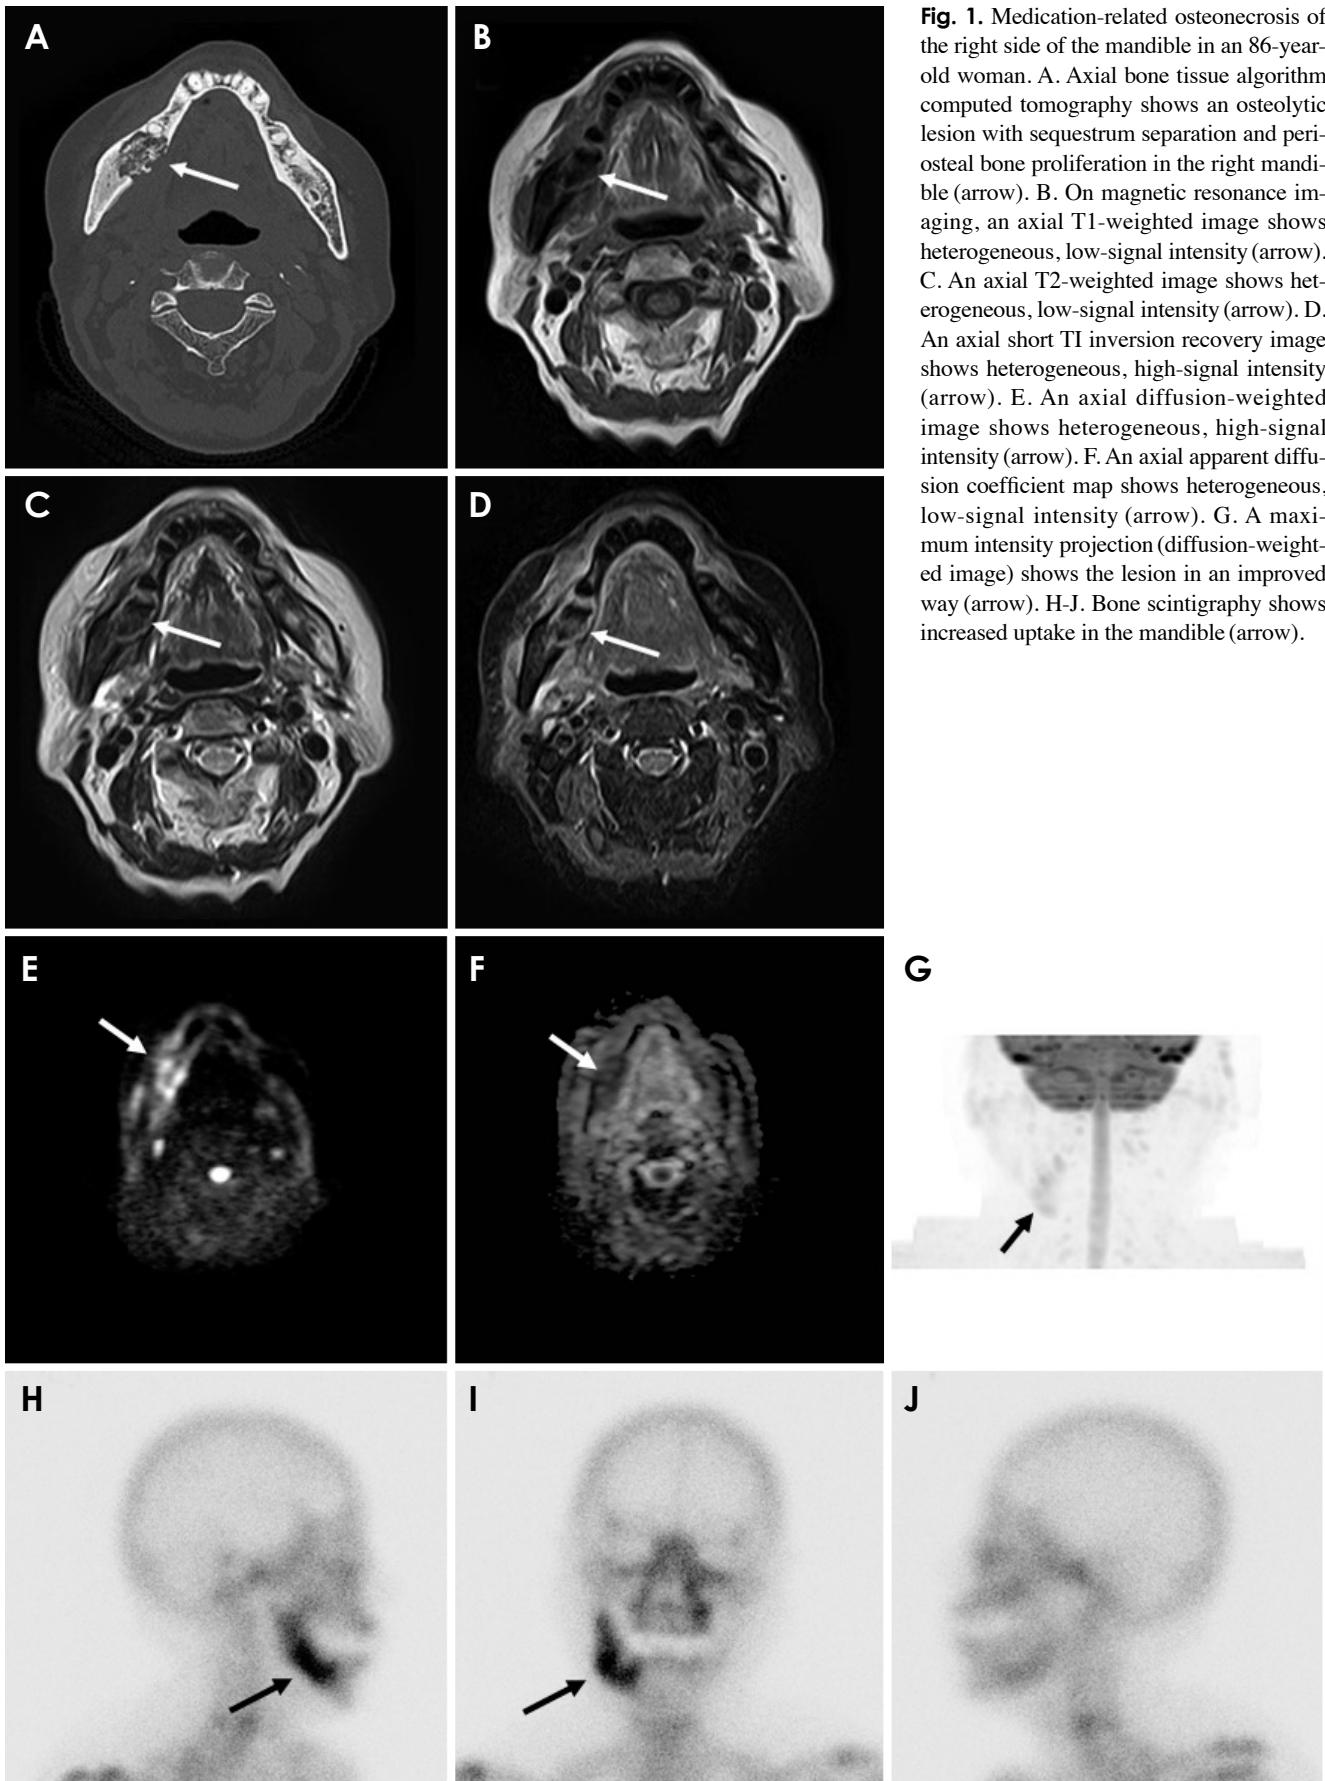 A
B
Fig. 1. Medication-related osteonecrosis of
the right side of the mandible in an 86-year-
old woman. A. Axial bone tissue algorithm
computed tomography shows an osteolytic
lesion with sequestrum separation and peri-
osteal bone proliferation in the right mandi-
ble (arrow). B. On magnetic resonance im-
aging, an axial T1-weighted image shows
heterogeneous, low-signal intensity (arrow).
C. An axial T2-weighted image shows het-
erogeneous, low-signal intensity (arrow). D.
An axial short TI inversion recovery image
shows heterogeneous, high-signal intensity
(arrow). E. An axial diffusion-weighted
image shows heterogeneous, high-signal
intensity (arrow). F. An axial apparent diffu-
sion coefficient map shows heterogeneous,
low-signal intensity (arrow). G. A maxi-
mum intensity projection (diffusion-weight-
ed image) shows the lesion in an improved
way (arrow). H-J. Bone scintigraphy shows
increased uptake in the mandible (arrow).
C
D
E
F
G
H
I
J